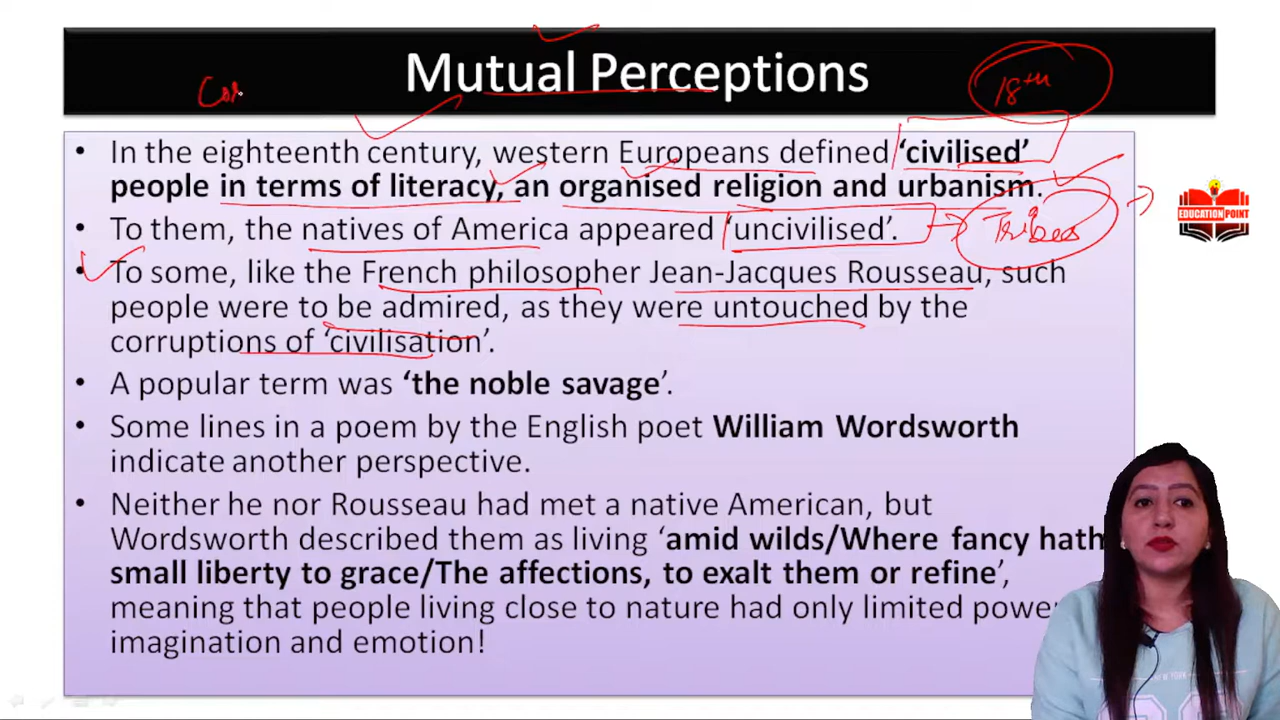 Mutual Perceptions
18th
• In the eighteenth century, western Europeans defined ‘civilised’
people in terms of literacy, an organised religion and urbanism.
• To them, the natives of America appeared ‘uncivilised’.
Tribes
EDUCATION POINT
• To some, like the French philosopher Jean-Jacques Rousseau, such
people were to be admired, as they were untouched by the
corruptions of ‘civilisation’.
• A popular term was ‘the noble savage’.
• Some lines in a poem by the English poet William Wordsworth
indicate another perspective.
• Neither he nor Rousseau had met a native American, but
Wordsworth described them as living ‘amid wilds/Where fancy hath
small liberty to grace/The affections, to exalt them or refine’,
meaning that people living close to nature had only limited power
imagination and emotion!
NEW YORK